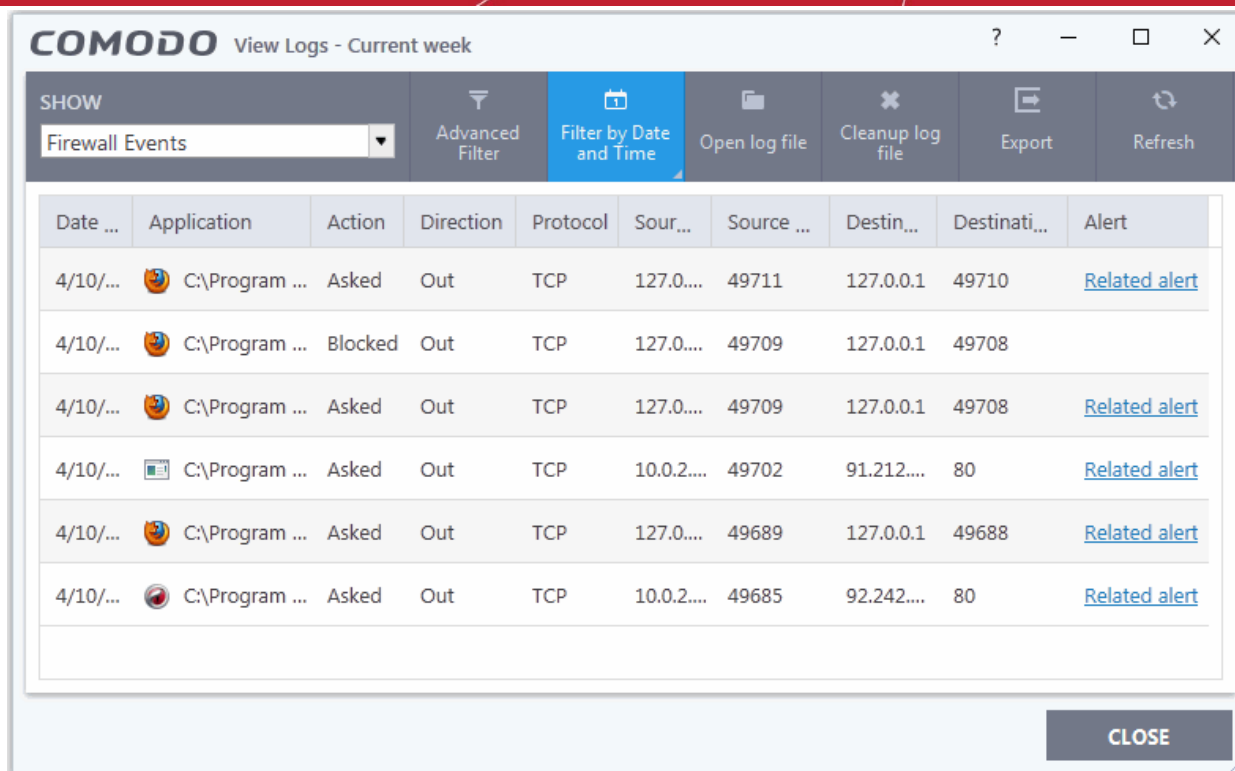 COMODO View Logs - Current week
SHOW
Firewall Events
Advanced Filter
Filter by Date and Time
Open log file
Cleanup log file
Export
Refresh
Date ... Application Action Direction Protocol Sour... Source ... Destin... Destinati... Alert
4/10/... C:\Program ... Asked Out TCP 127.0.... 49711 127.0.0.1 49710 Related alert
4/10/... C:\Program ... Blocked Out TCP 127.0.... 49709 127.0.0.1 49708
4/10/... C:\Program ... Asked Out TCP 127.0.... 49709 127.0.0.1 49708 Related alert
4/10/... C:\Program ... Asked Out TCP 10.0.2.... 49702 91.212.... 80 Related alert
4/10/... C:\Program ... Asked Out TCP 127.0.... 49689 127.0.0.1 49688 Related alert
4/10/... C:\Program ... Asked Out TCP 10.0.2.... 49685 92.242.... 80 Related alert
CLOSE